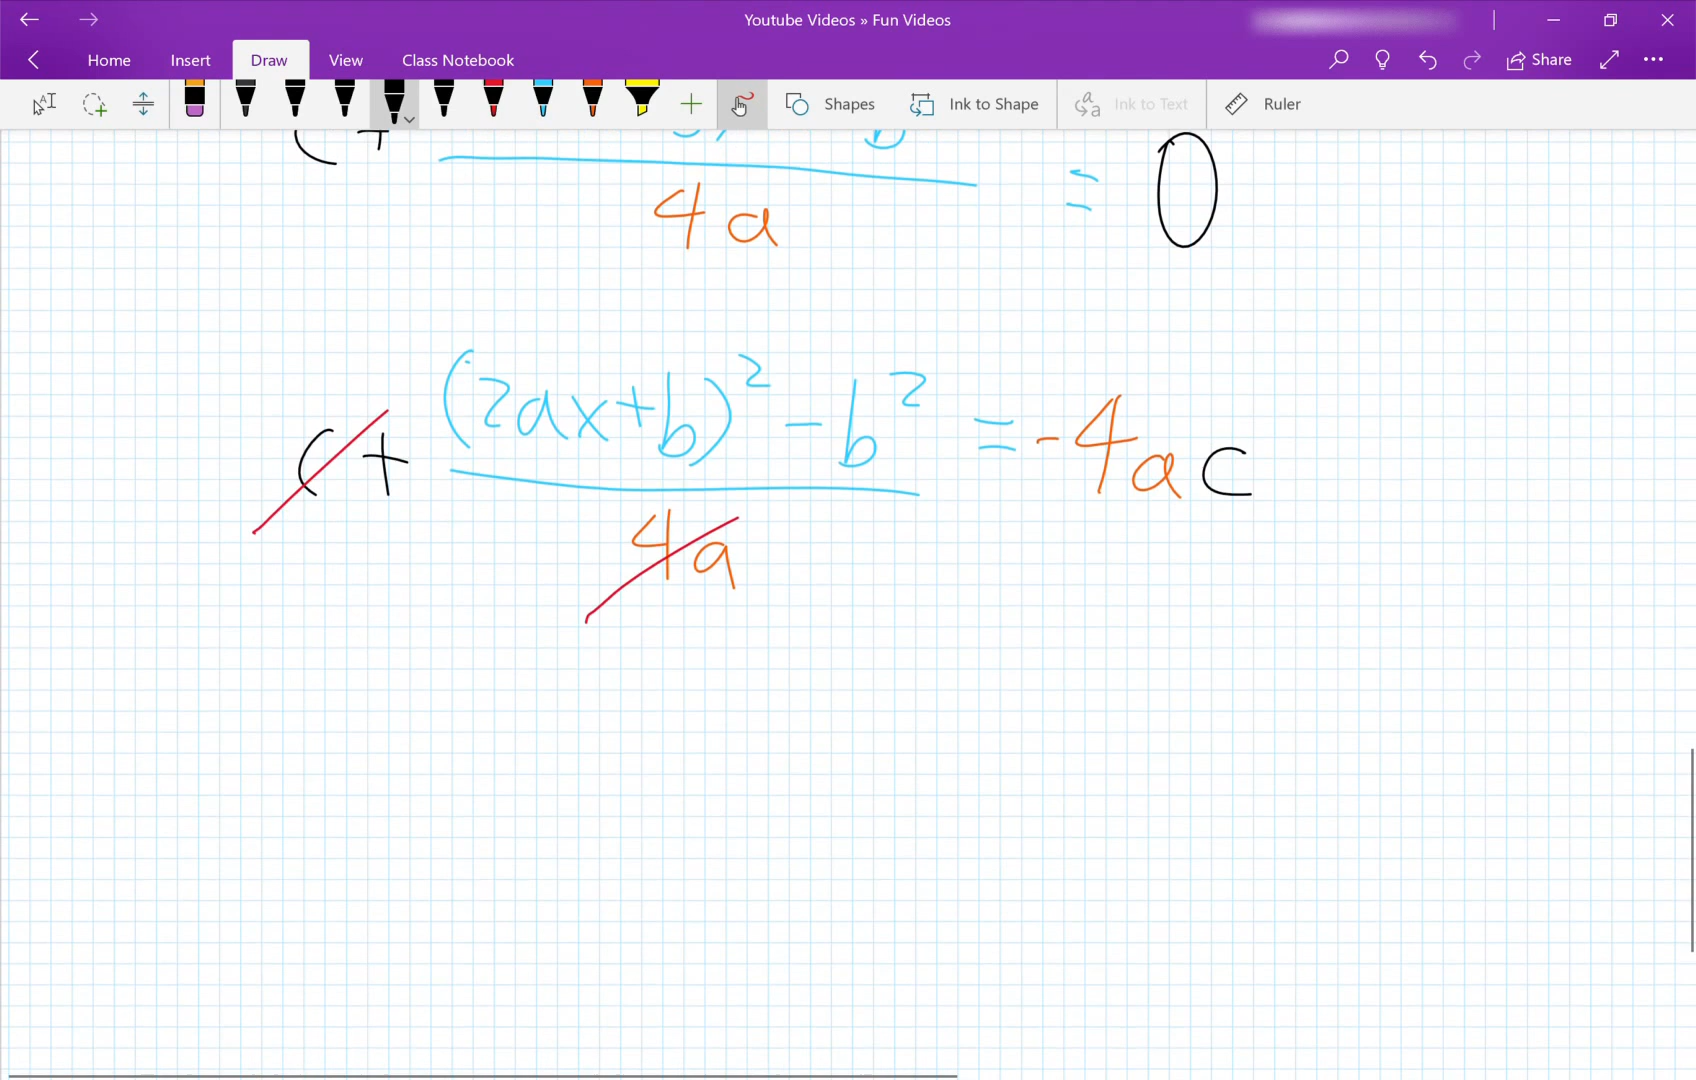 Youtube Videos » Fun Videos
Home Insert Draw View Class Notebook Share
Shapes Ink to Shape Ink to Text Ruler
c + = 0
4a
c + (2ax+b)² - b² = -4ac
4a